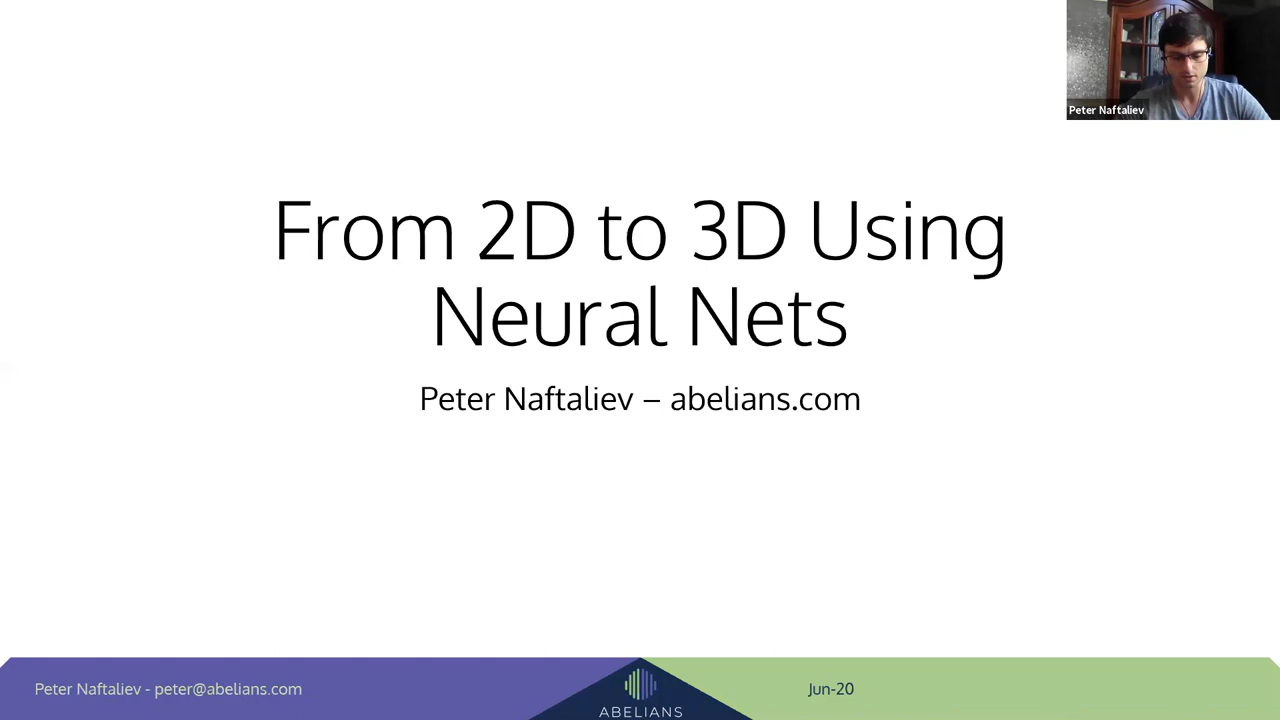 Peter Naftaliev
From 2D to 3D Using
Neural Nets
Peter Naftaliev – abelians.com
Peter Naftaliev - peter@abelians.com
ABELIANS
Jun-20